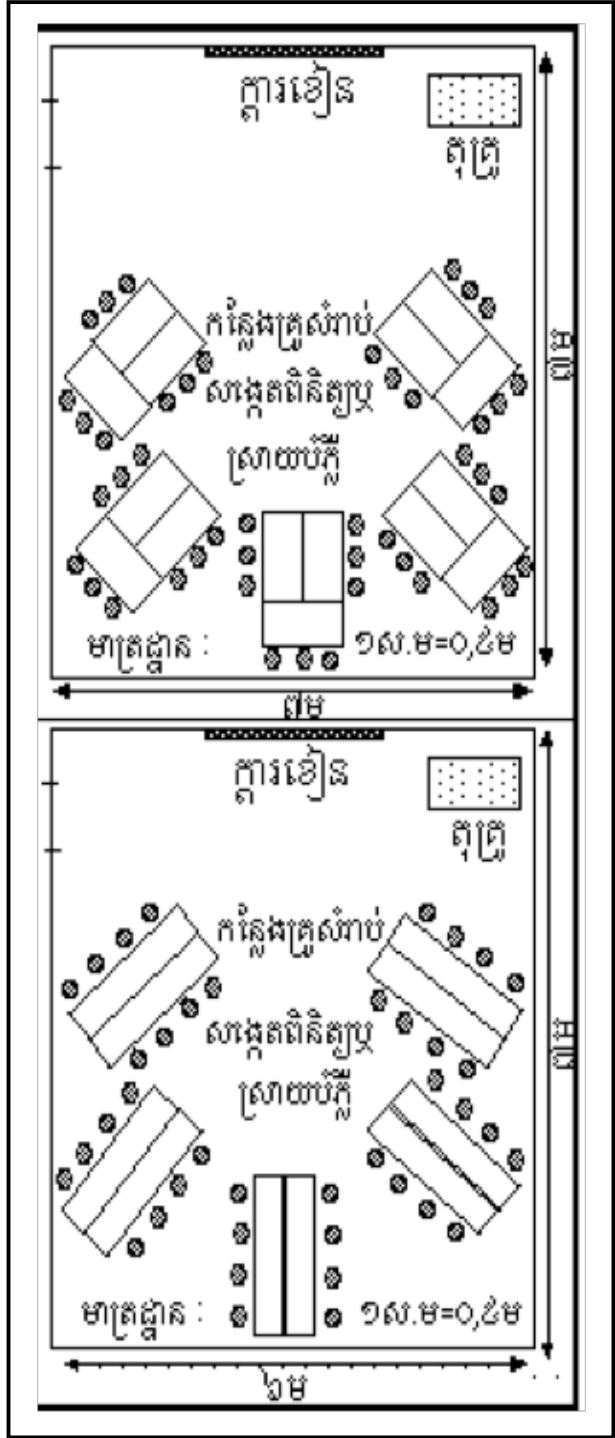 ក្តារខៀន
តុគ្រូ
កន្លែងគ្រូសំរាប់
សង្កេតពិនិត្យឬ
ស្រាយបំភ្លឺ
មាត្រដ្ឋាន : ១ស.ម=០,៥ម
៧ម
ក្តារខៀន
តុគ្រូ
កន្លែងគ្រូសំរាប់
សង្កេតពិនិត្យឬ
ស្រាយបំភ្លឺ
មាត្រដ្ឋាន : ១ស.ម=០,៥ម
៦ម